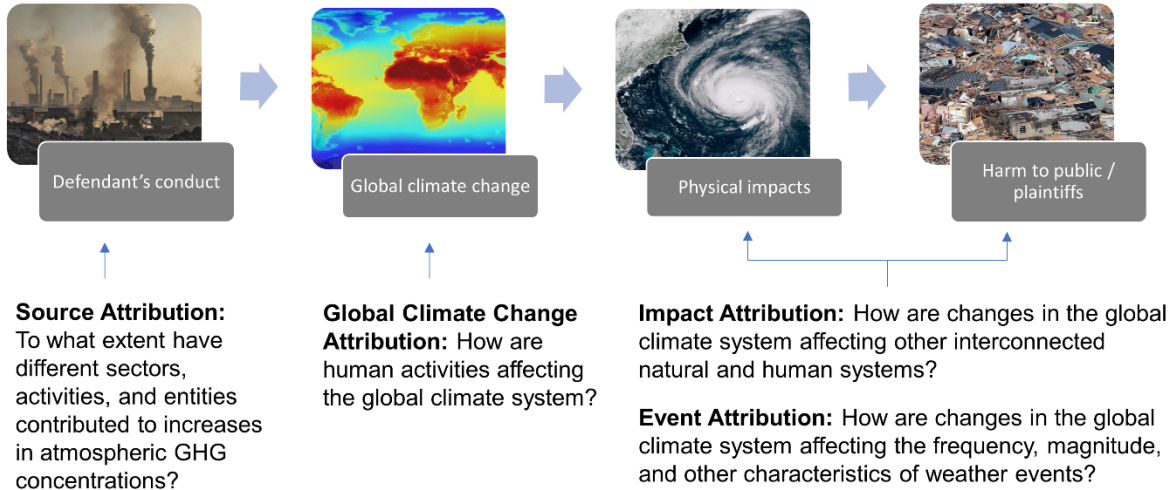 Defendant's conduct
Global climate change
Physical impacts
Harm to public /
plaintiffs
Source Attribution:
To what extent have
different sectors,
activities, and entities
contributed to increases
in atmospheric GHG
concentrations?
Global Climate Change
Attribution: How are
human activities affecting
the global climate system?
Impact Attribution: How are changes in the global
climate system affecting other interconnected
natural and human systems?
Event Attribution: How are changes in the global
climate system affecting the frequency, magnitude,
and other characteristics of weather events?